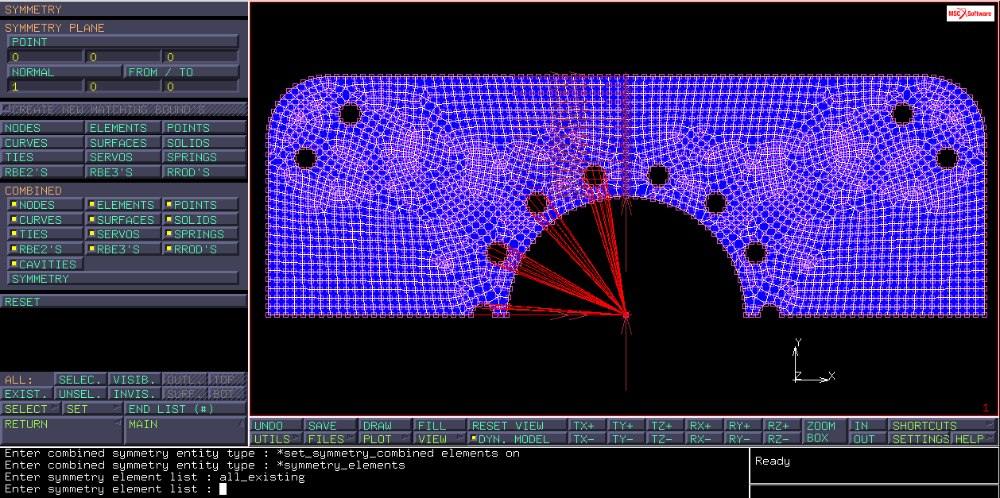 SYMMETRY
SYMMETRY PLANE
POINT
0 0 0
NORMAL FROM / TO
1 0 0
CREATE NEW MATCHING BOUND'S
NODES ELEMENTS POINTS
CURVES SURFACES SOLIDS
TIES SERVOS SPRINGS
RBE2'S RBE3'S RROD'S
COMBINED
NODES ELEMENTS POINTS
CURVES SURFACES SOLIDS
TIES SERVOS SPRINGS
RBE2'S RBE3'S RROD'S
CAVITIES
SYMMETRY
RESET
ALL: SELEC. VISIB. OUTL. TOP
EXIST. UNSEL. INVIS. SURF. BOT.
SELECT SET END LIST (#)
RETURN MAIN
MSC Software
Y
Z X
1
UNDO SAVE DRAW FILL RESET VIEW TX+ TY+ TZ+ RX+ RY+ RZ+ ZOOM IN SHORTCUTS
UTILS FILES PLOT VIEW DYN. MODEL TX- TY- TZ- RX- RY- RZ- BOX OUT SETTINGS HELP
Enter combined symmetry entity type : *set_symmetry_combined elements on
Enter combined symmetry entity type : *symmetry_elements
Enter symmetry element list : all_existing
Enter symmetry element list :
Ready